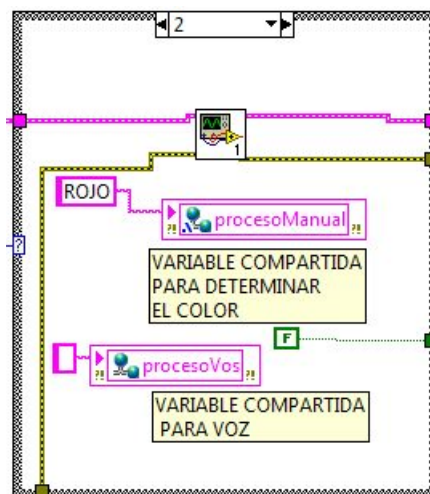 2
1
ROJO
procesoManual
VARIABLE COMPARTIDA
PARA DETERMINAR
EL COLOR
F
procesoVos
VARIABLE COMPARTIDA
PARA VOZ